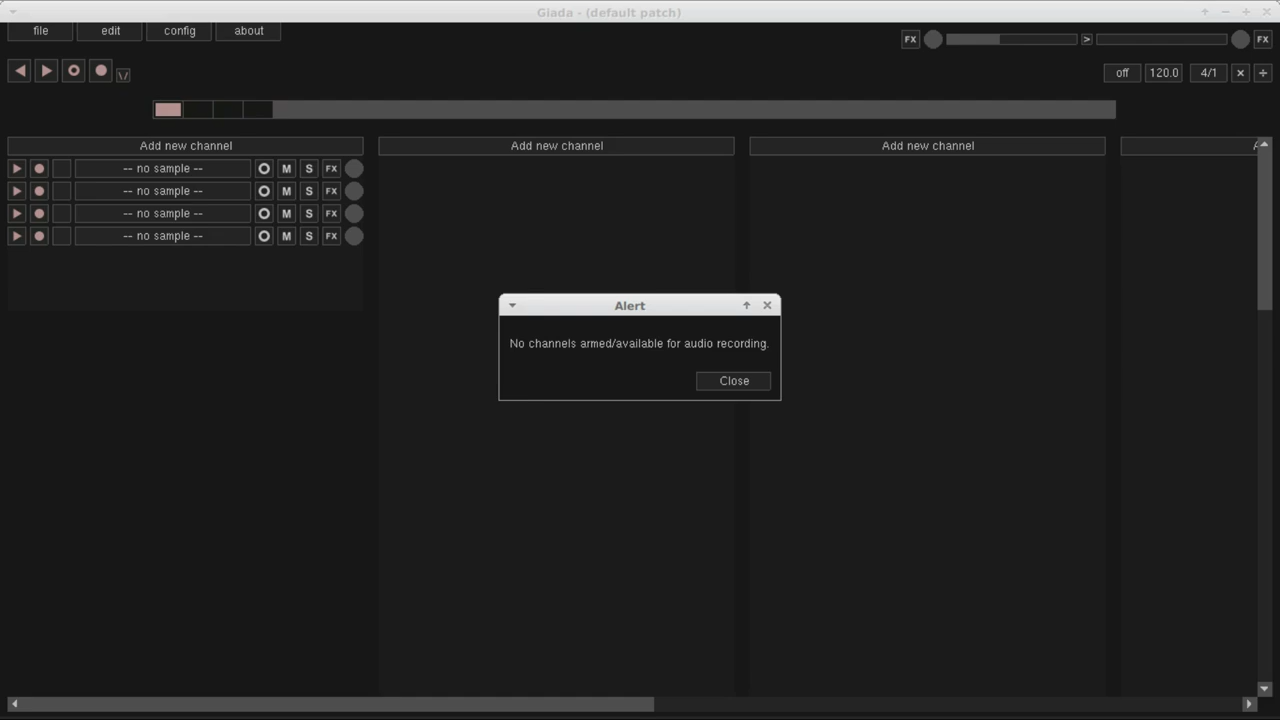 Giada - (default patch)
file edit config about
FX > FX
off 120.0 4/1 × ÷
Add new channel Add new channel Add new channel
-- no sample -- M S FX
-- no sample -- M S FX
-- no sample -- M S FX
-- no sample -- M S FX
Alert
No channels armed/available for audio recording.
Close